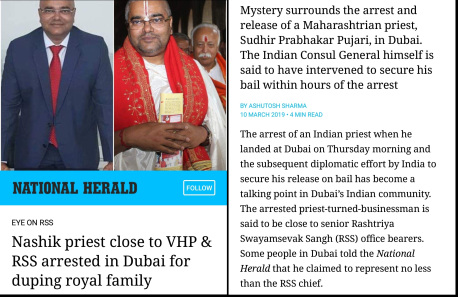 NATIONAL HERALD
FOLLOW
EYE ON RSS
Nashik priest close to VHP &
RSS arrested in Dubai for
duping royal family
Mystery surrounds the arrest and
release of a Maharashtrian priest,
Sudhir Prabhakar Pujari, in Dubai.
The Indian Consul General himself is
said to have intervened to secure his
bail within hours of the arrest
BY ASHUTOSH SHARMA
10 MARCH 2019 • 4 MIN READ
The arrest of an Indian priest when he
landed at Dubai on Thursday morning and
the subsequent diplomatic effort by India to
secure his release on bail has become a
talking point in Dubai's Indian community.
The arrested priest-turned-businessman is
said to be close to senior Rashtriya
Swayamsevak Sangh (RSS) office bearers.
Some people in Dubai told the National
Herald that he claimed to represent no less
than the RSS chief.